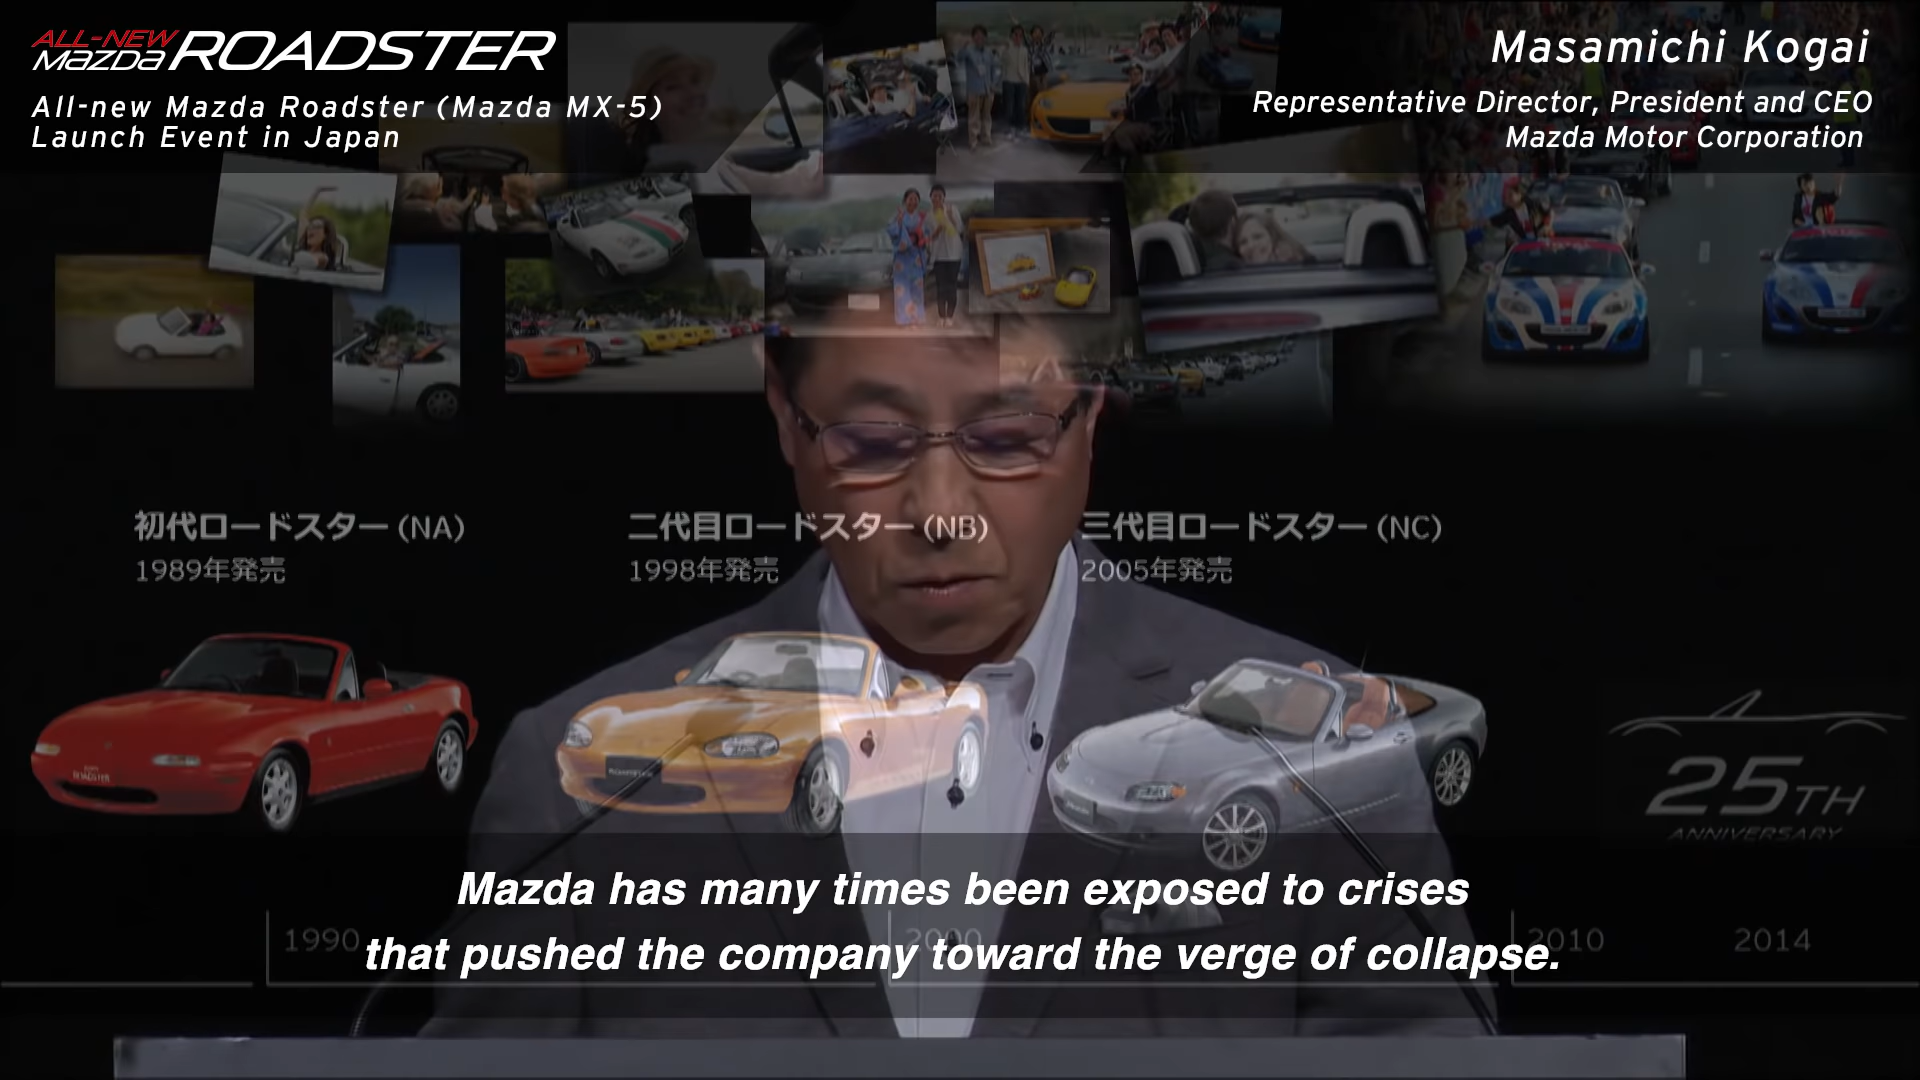 ALL-NEW
mazda ROADSTER
All-new Mazda Roadster (Mazda MX-5)
Launch Event in Japan
Masamichi Kogai
Representative Director, President and CEO
Mazda Motor Corporation
初代ロードスター (NA)
1989年発売
二代目ロードスター (NB)
1998年発売
三代目ロードスター (NC)
2005年発売
ROADSTER
25TH
ANNIVERSARY
Mazda has many times been exposed to crises
that pushed the company toward the verge of collapse.
1990
2000
2010
2014